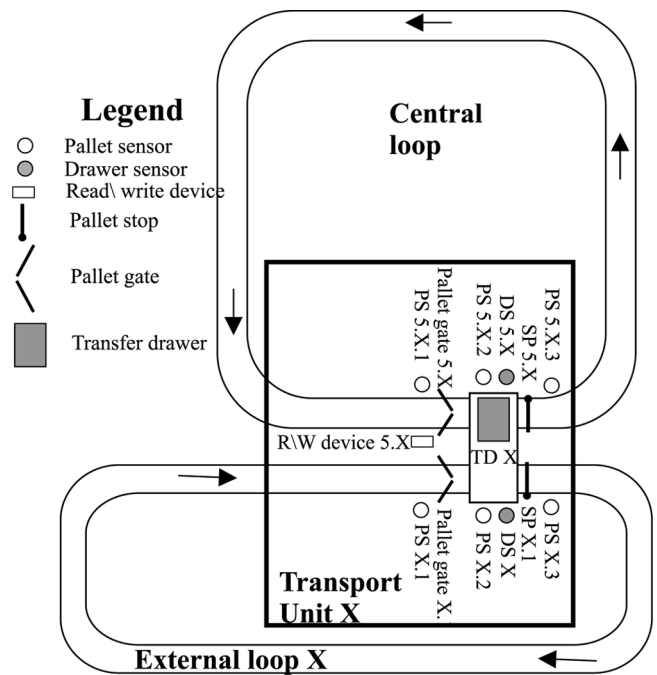 Legend
Pallet sensor
Drawer sensor
Read\ write device
Pallet stop
Pallet gate
Transfer drawer
Central
loop
PS 5.X.1
Pallet gate 5.X
PS 5.X.2
DS 5.X
SP 5.X
PS 5.X.3
R\W device 5.X
TD X
PS X.1
Pallet gate X.
PS X.2
DS X
SP X.1
PS X.3
Transport
Unit X
External loop X